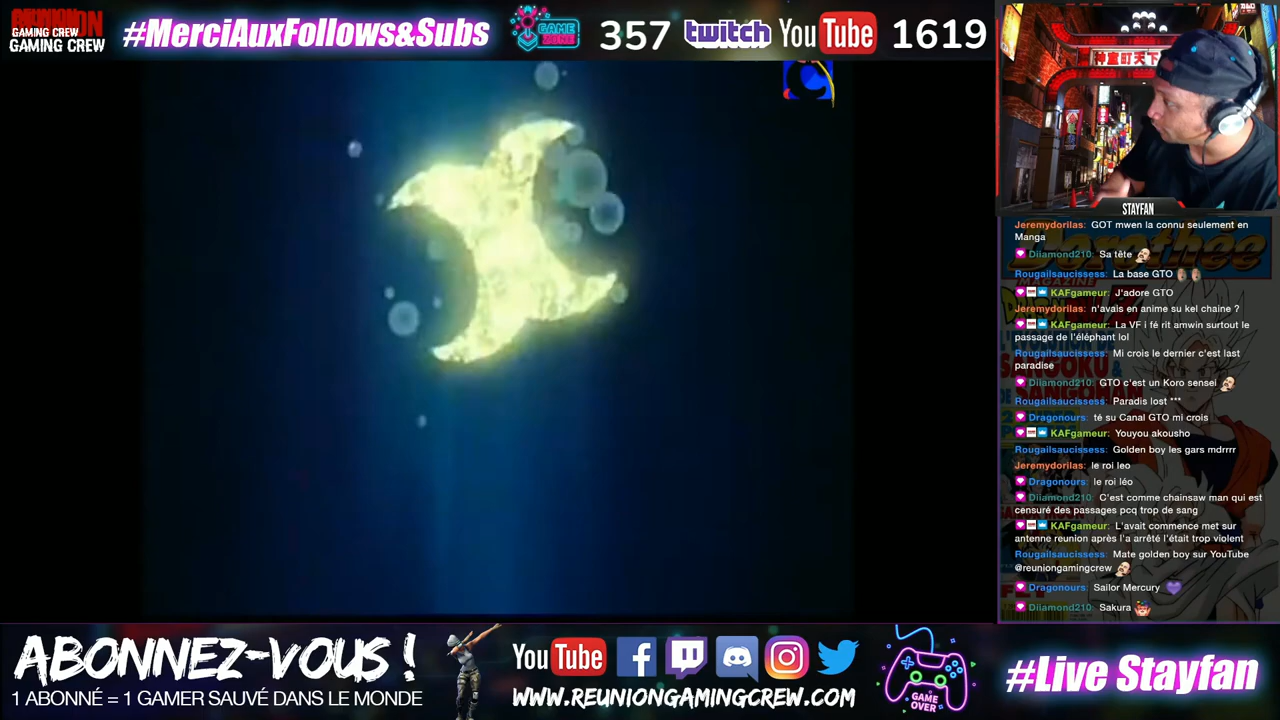 REUNION
GAMING CREW
GAMING CREW
#MerciAuxFollows&Subs
GAME
357
twitch
YouTube
1619
STAYFAN
Jeremydorilas: GOT mwen la connu seulement en
Manga
Diiamond210: Sa tête
Rougailsaucissess: La base GTO
KAFgameur: J'adore GTO
Jeremydorilas: n'avais en anime su kel chaine ?
KAFgameur: La VF i fé rit amwin surtout le
passage de l'éléphant lol
Rougailsaucissess: Mi crois le dernier c'est last
paradise
Diiamond210: GTO c'est un Koro sensei
Rougailsaucissess: Paradis lost ***
Dragonours: té su Canal GTO mi crois
KAFgameur: Youyou akousho
Rougailsaucissess: Golden boy les gars mdrrrr
Jeremydorilas: le roi leo
Dragonours: le roi léo
Diiamond210: C'est comme chainsaw man qui est
censuré des passages pcq trop de sang
KAFgameur: L'avait commence met sur
antenne reunion après l'a arrêté l'était trop violent
Rougailsaucissess: Mate golden boy sur YouTube
@reuniongamingcrew
Dragonours: Sailor Mercury
Diiamond210: Sakura
ABONNEZ-VOUS !
1 ABONNÉ = 1 GAMER SAUVÉ DANS LE MONDE
YouTube
WWW.REUNIONGAMINGCREW.COM
GAME
OVER
#Live Stayfan